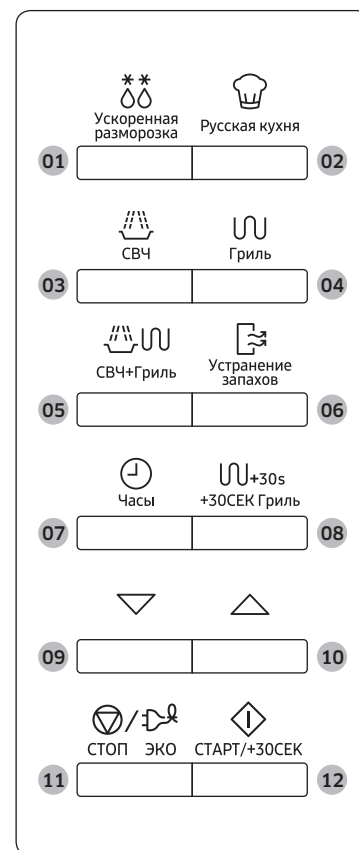 Ускоренная
разморозка
Русская кухня
01
02
СВЧ
Гриль
03
04
СВЧ+Гриль
Устранение
запахов
05
06
+30s
Часы
+30СЕК Гриль
07
08
09
10
/
СТОП ЭКО СТАРТ/+30СЕК
11
12